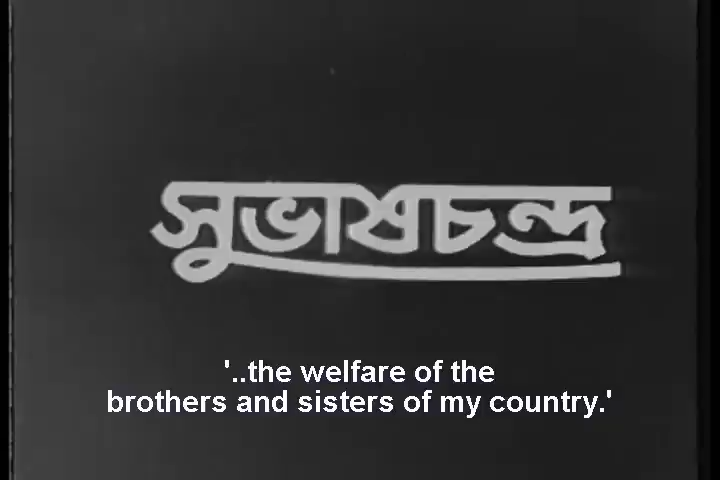 সুভাষচন্দ্র
'..the welfare of the
brothers and sisters of my country.'